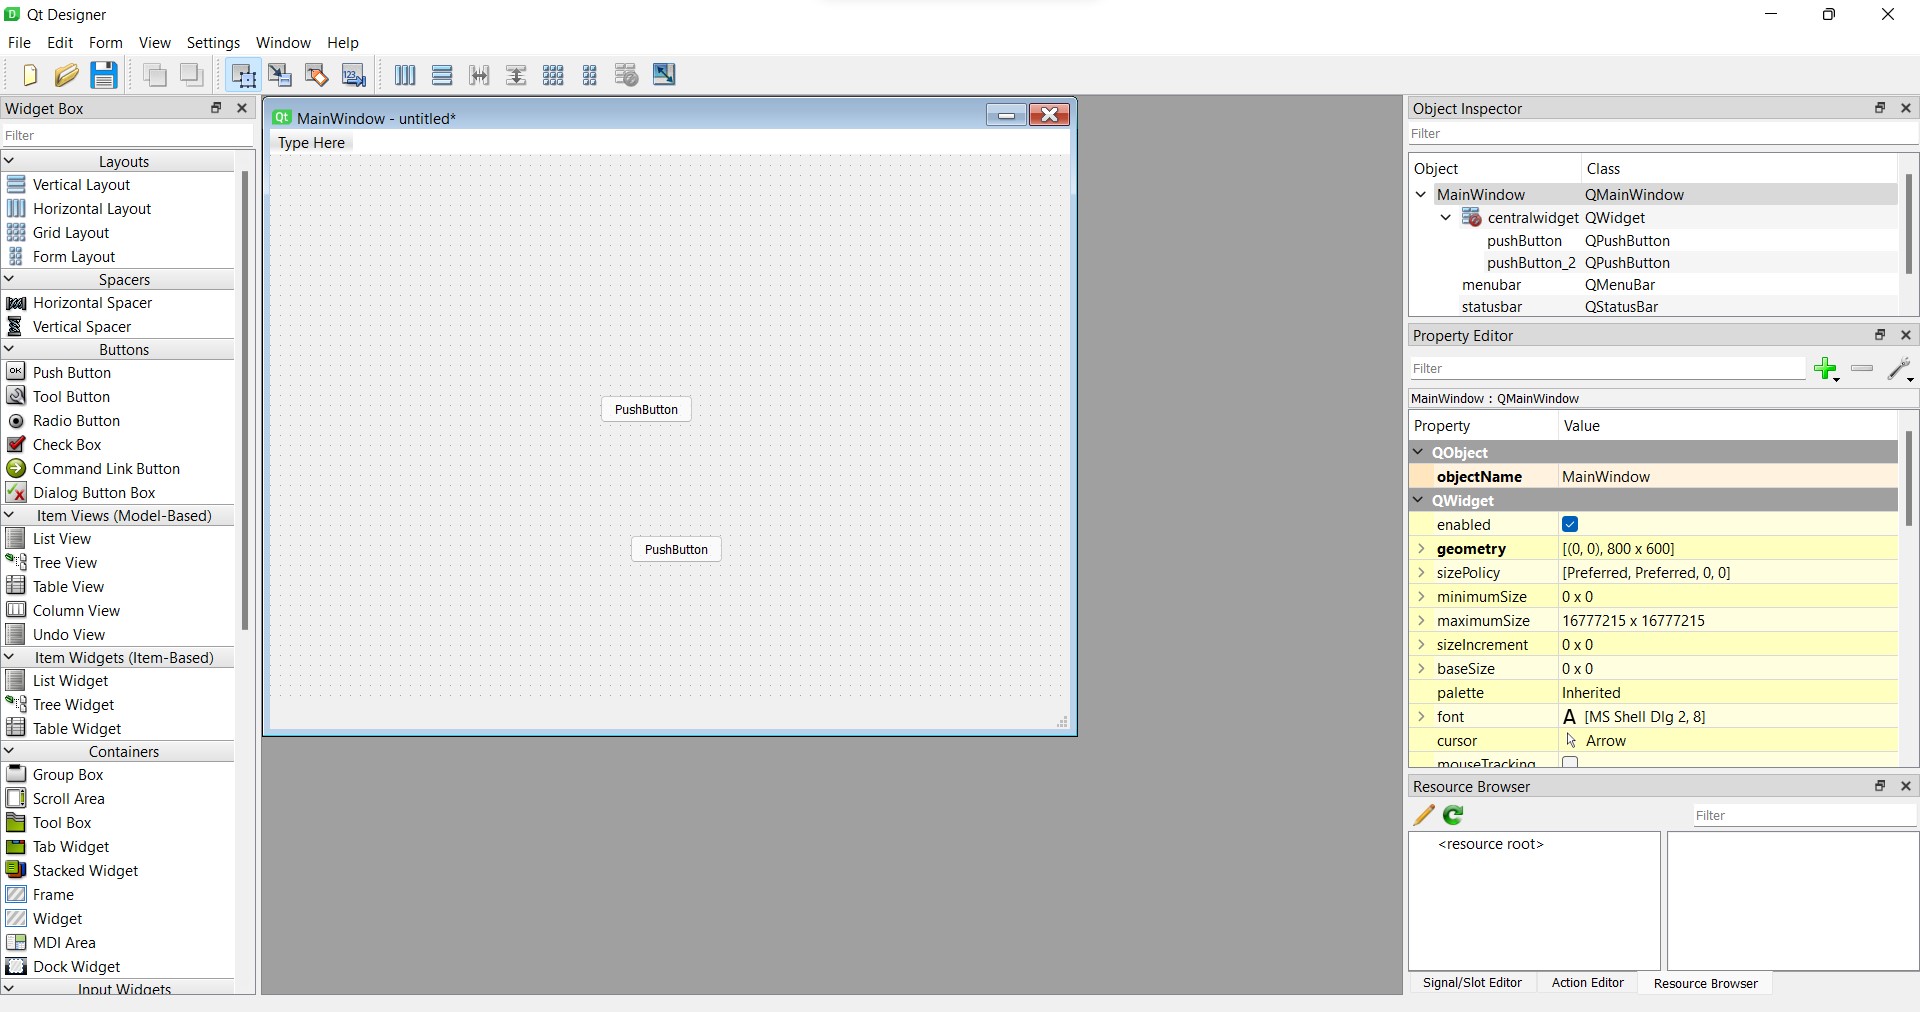 Qt Designer
File Edit Form View Settings Window Help
Widget Box
Filter
Layouts
Vertical Layout
Horizontal Layout
Grid Layout
Form Layout
Spacers
Horizontal Spacer
Vertical Spacer
Buttons
Push Button
Tool Button
Radio Button
Check Box
Command Link Button
Dialog Button Box
Item Views (Model-Based)
List View
Tree View
Table View
Column View
Undo View
Item Widgets (Item-Based)
List Widget
Tree Widget
Table Widget
Containers
Group Box
Scroll Area
Tool Box
Tab Widget
Stacked Widget
Frame
Widget
MDI Area
Dock Widget
Input Widgets
MainWindow - untitled*
Type Here
PushButton
PushButton
Object Inspector
Filter
Object Class
MainWindow QMainWindow
centralwidget QWidget
pushButton QPushButton
pushButton_2 QPushButton
menubar QMenuBar
statusbar QStatusBar
Property Editor
Filter
MainWindow : QMainWindow
Property Value
QObject
objectName MainWindow
QWidget
enabled
geometry [(0, 0), 800 x 600]
sizePolicy [Preferred, Preferred, 0, 0]
minimumSize 0 x 0
maximumSize 16777215 x 16777215
sizeIncrement 0 x 0
baseSize 0 x 0
palette Inherited
font A [MS Shell Dlg 2, 8]
cursor Arrow
mouseTracking
Resource Browser
Filter
<resource root>
Signal/Slot Editor Action Editor Resource Browser